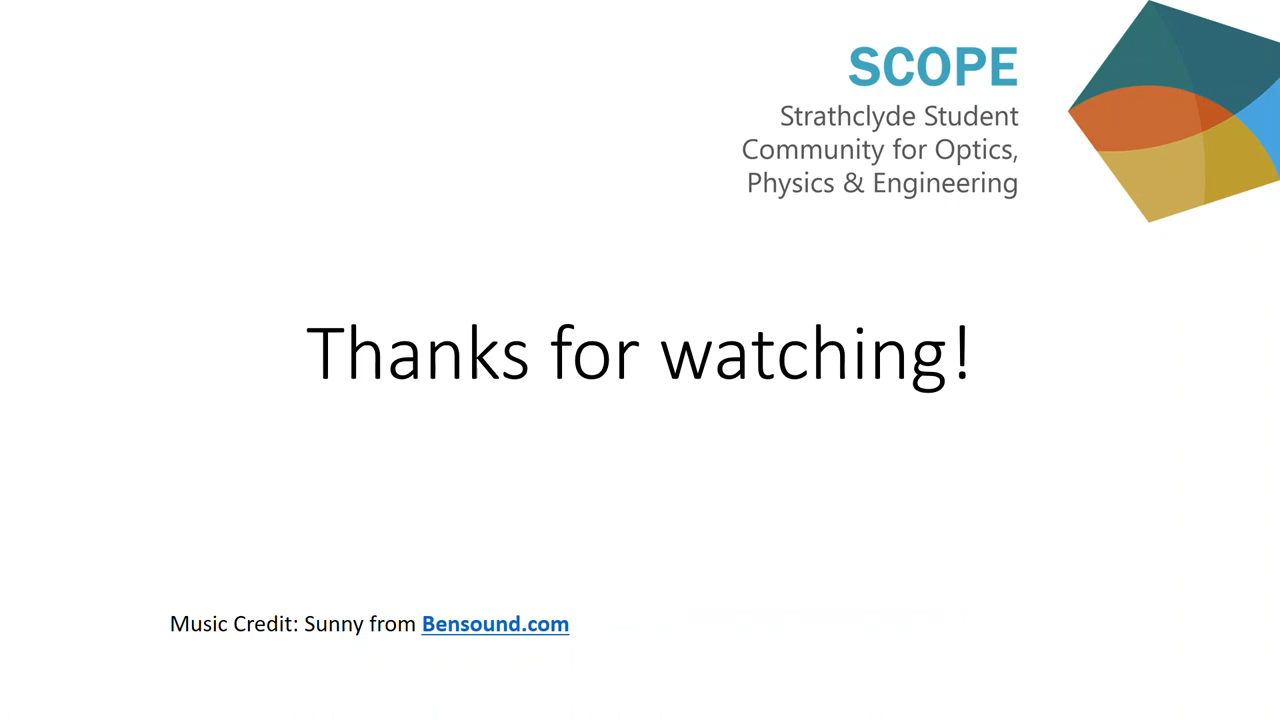 SCOPE
Strathclyde Student
Community for Optics,
Physics & Engineering
Thanks for watching!
Music Credit: Sunny from Bensound.com